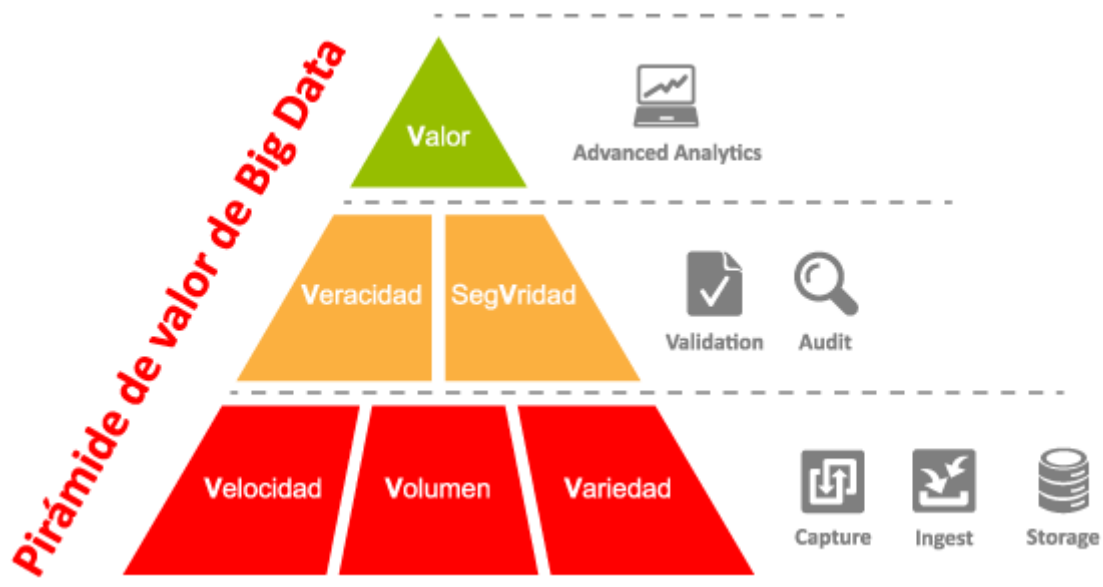 Pirámide de valor de Big Data
Valor
Advanced Analytics
Veracidad
SegVridad
Validation
Audit
Velocidad
Volumen
Variedad
Capture
Ingest
Storage